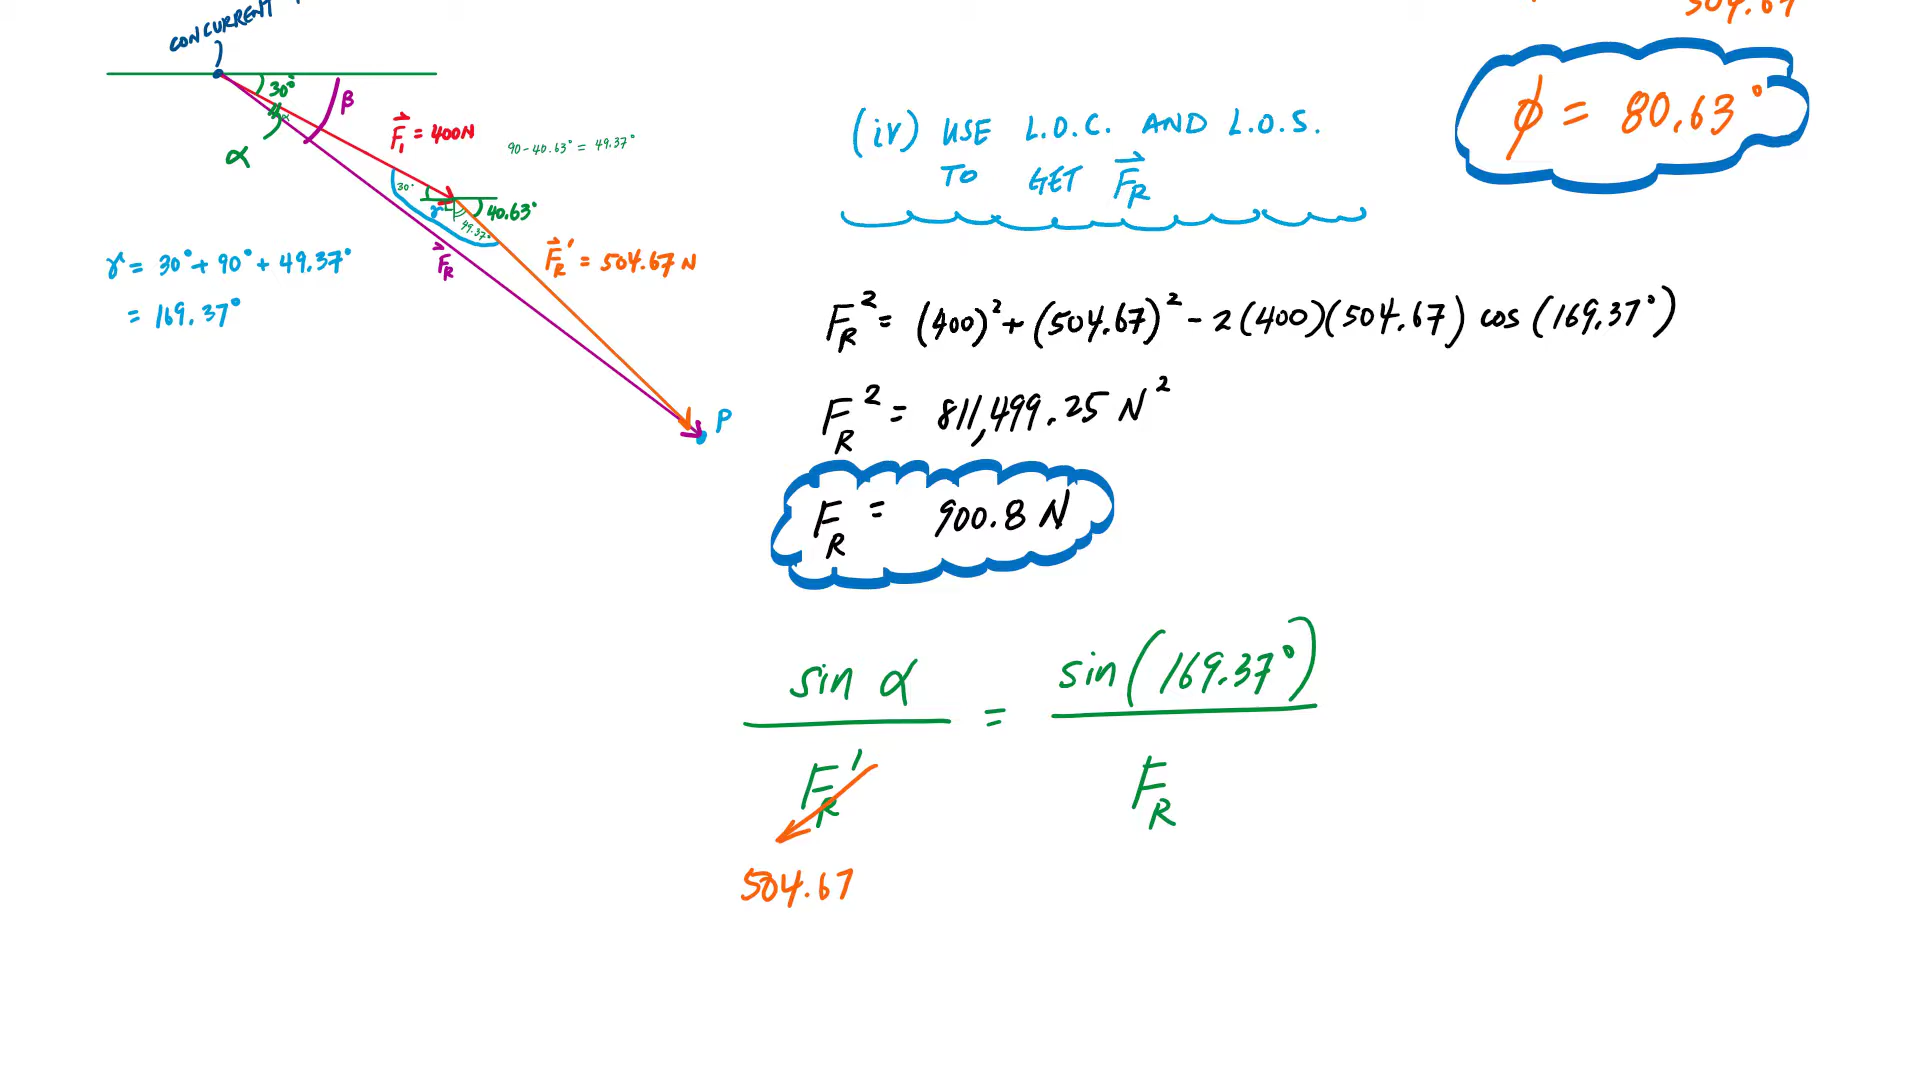 CONCURRENT
504.67
30°
β
α
α
F₁ = 400N
90-40.63° = 49.37°
30°
γ
40.63°
49.37°
F_R
F_R' = 504.67 N
P
γ = 30° + 90° + 49.37°
= 169.37°
(iv) USE L.O.C. AND L.O.S.
TO GET F_R
ϕ = 80.63°
F_R² = (400)² + (504.67)² - 2(400)(504.67) cos (169.37°)
F_R² = 811,499.25 N²
F_R = 900.8 N
sin α / F_R' = sin(169.37°) / F_R
504.67